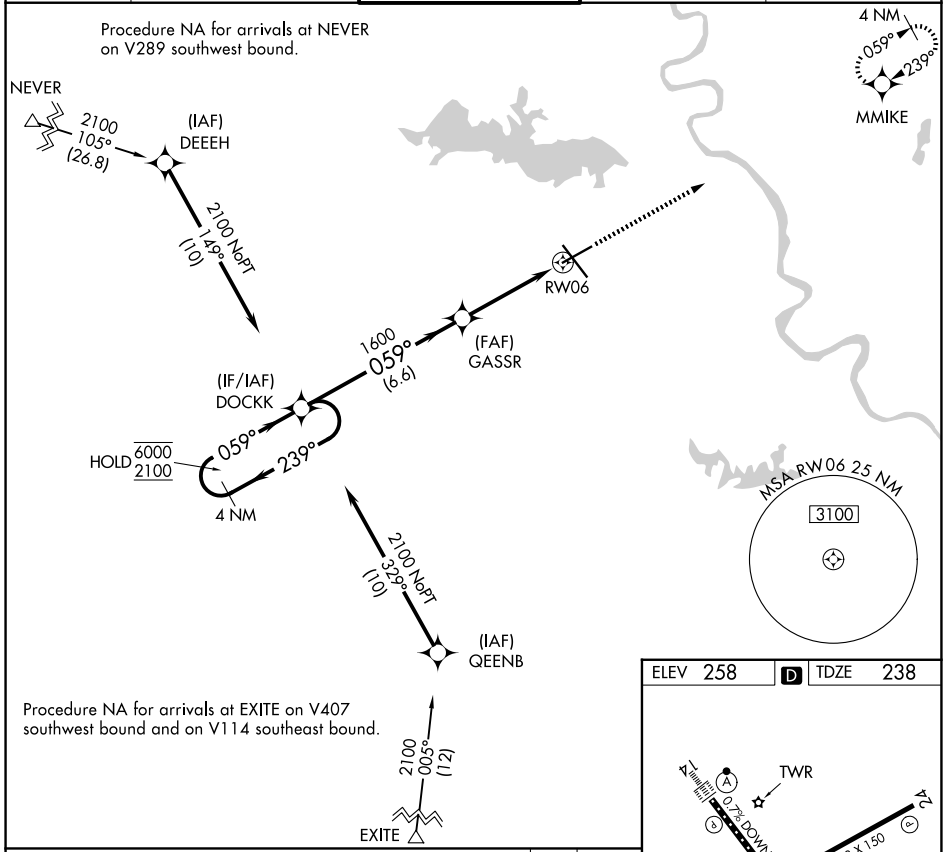 Procedure NA for arrivals at NEVER
on V289 southwest bound.
4 NM
059°
239°
MMIKE
NEVER
2100
105°
(26.8)
(IAF)
DEEEH
2100 NoPT
149°
(10)
RW06
1600
059°
(6.6)
(FAF)
GASSR
(IF/IAF)
DOCKK
HOLD 6000
2100
059°
239°
4 NM
MSA RW06 25 NM
3100
2100 NoPT
329°
(10)
(IAF)
QEENB
Procedure NA for arrivals at EXITE on V407
southwest bound and on V114 southeast bound.
2100
005°
(12)
EXITE
ELEV 258 D TDZE 238
14
A
TWR
24
P
P
0.7% DOWN
X 150